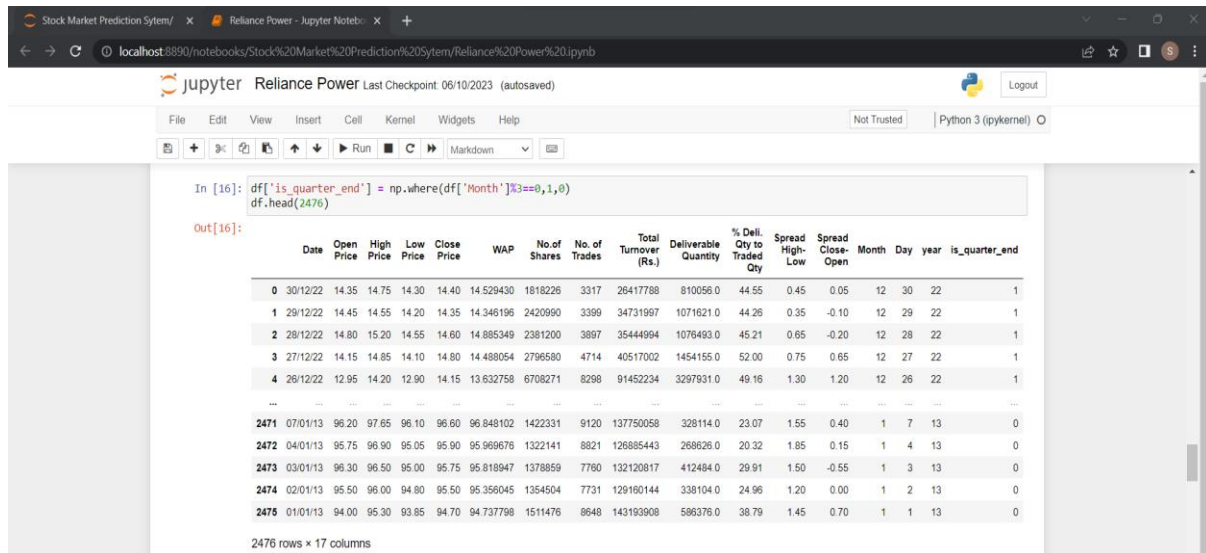 Stock Market Prediction Sytem/ X Reliance Power - Jupyter Notebo X +
localhost:8890/notebooks/Stock%20Market%20Prediction%20Sytem/Reliance%20Power%20.ipynb S
jupyter Reliance Power Last Checkpoint: 06/10/2023 (autosaved) Logout
File Edit View Insert Cell Kernel Widgets Help Not Trusted Python 3 (ipykernel) O
Run Markdown
In [16]: df['is_quarter_end'] = np.where(df['Month']%3==0,1,0)
df.head(2476)
Out[16]:
Date Open Price High Price Low Price Close Price WAP No.of Shares No. of Trades Total Turnover (Rs.) Deliverable Quantity % Deli. Qty to Traded Qty Spread High-Low Spread Close-Open Month Day year is_quarter_end
0 30/12/22 14.35 14.75 14.30 14.40 14.529430 1818226 3317 26417788 810056.0 44.55 0.45 0.05 12 30 22 1
1 29/12/22 14.45 14.55 14.20 14.35 14.346196 2420990 3399 34731997 1071621.0 44.26 0.35 -0.10 12 29 22 1
2 28/12/22 14.80 15.20 14.55 14.60 14.885349 2381200 3897 35444994 1076493.0 45.21 0.65 -0.20 12 28 22 1
3 27/12/22 14.15 14.85 14.10 14.80 14.488054 2796580 4714 40517002 1454155.0 52.00 0.75 0.65 12 27 22 1
4 26/12/22 12.95 14.20 12.90 14.15 13.632758 6708271 8298 91452234 3297931.0 49.16 1.30 1.20 12 26 22 1
... ... ... ... ... ... ... ... ... ... ... ... ... ... ... ... ... ...
2471 07/01/13 96.20 97.65 96.10 96.60 96.848102 1422331 9120 137750058 328114.0 23.07 1.55 0.40 1 7 13 0
2472 04/01/13 95.75 96.90 95.05 95.90 95.969676 1322141 8821 126885443 268626.0 20.32 1.85 0.15 1 4 13 0
2473 03/01/13 96.30 96.50 95.00 95.75 95.818947 1378859 7760 132120817 412484.0 29.91 1.50 -0.55 1 3 13 0
2474 02/01/13 95.50 96.00 94.80 95.50 95.356045 1354504 7731 129160144 338104.0 24.96 1.20 0.00 1 2 13 0
2475 01/01/13 94.00 95.30 93.85 94.70 94.737798 1511476 8648 143193908 586376.0 38.79 1.45 0.70 1 1 13 0
2476 rows × 17 columns